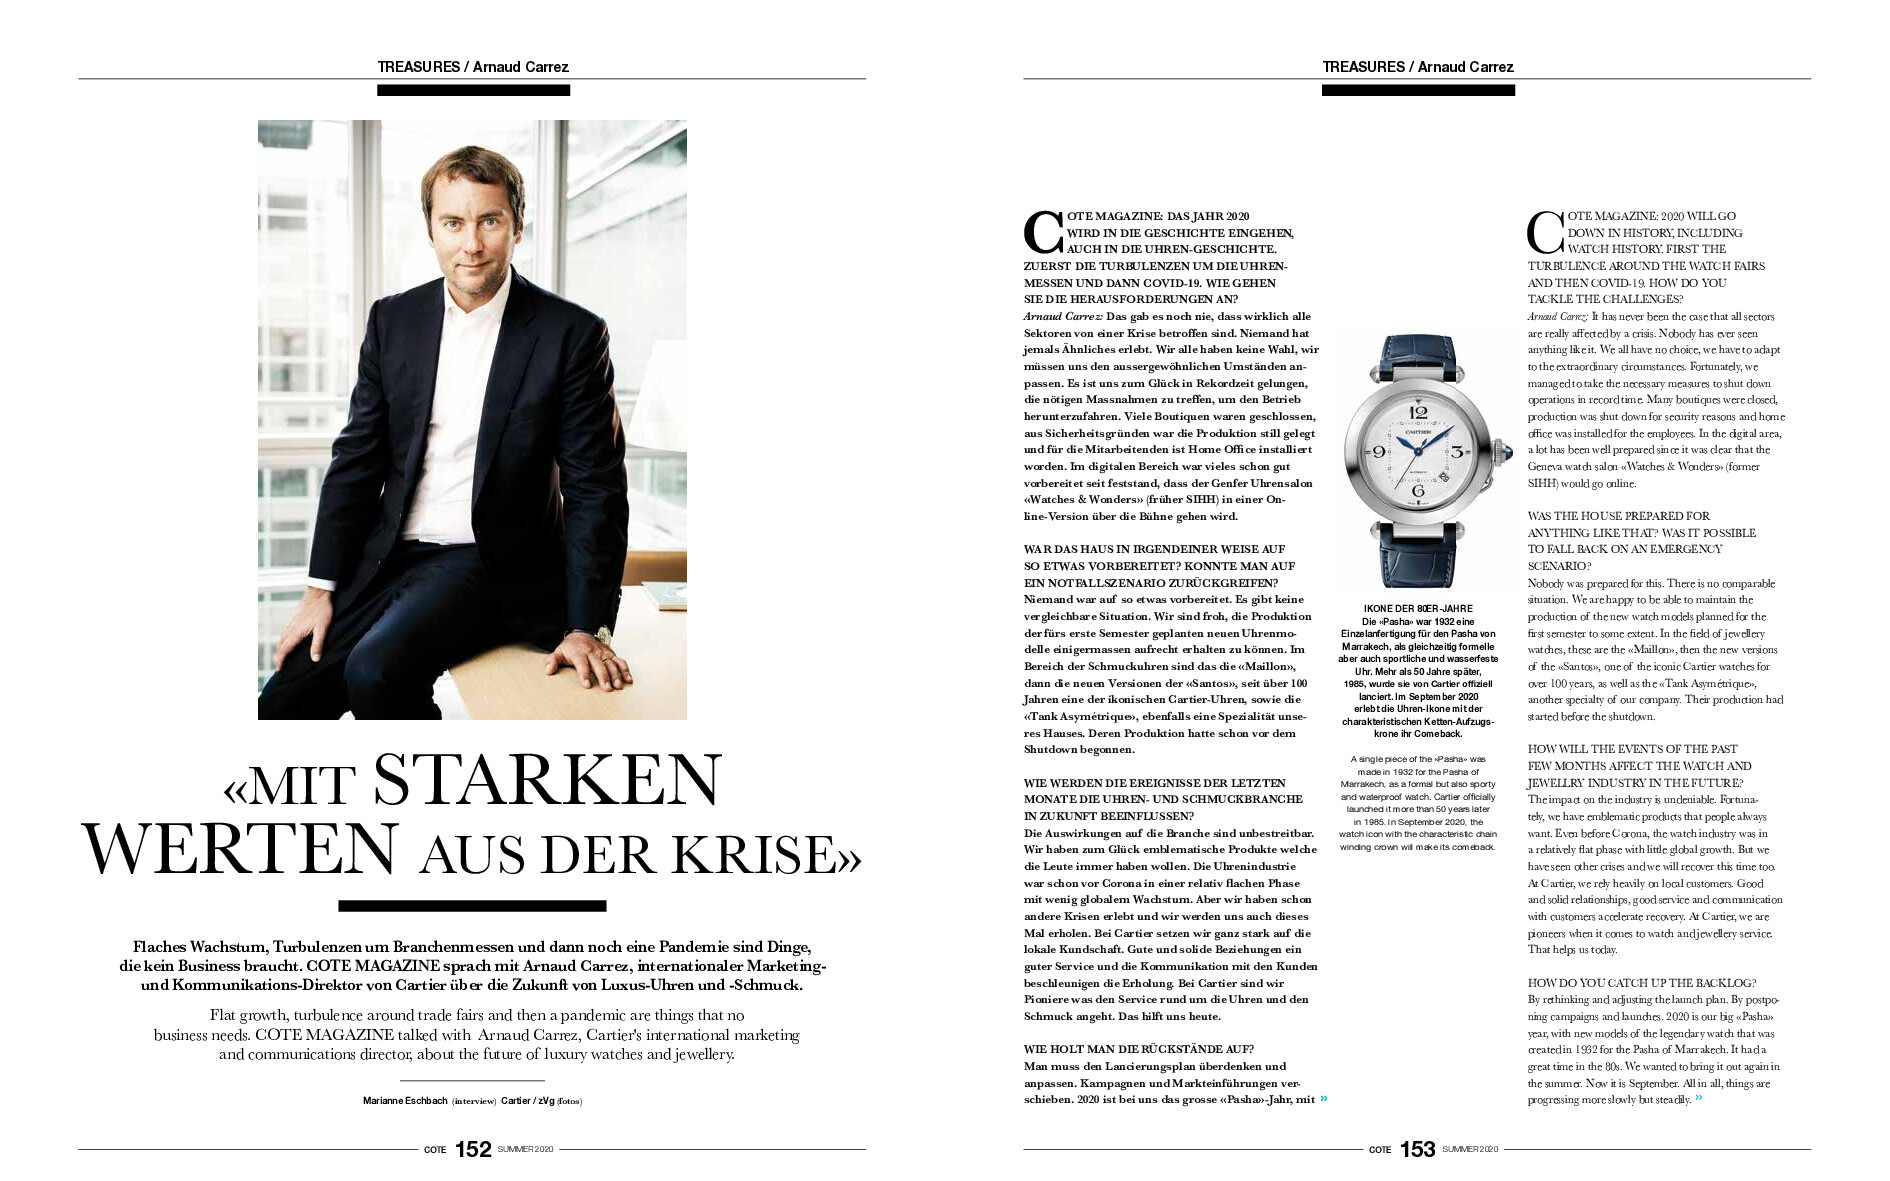 TREASURES / Arnaud Carrez
«MIT STARKEN
WERTEN AUS DER KRISE»
Flaches Wachstum, Turbulenzen um Branchenmessen und dann noch eine Pandemie sind Dinge,
die kein Business braucht. COTE MAGAZINE sprach mit Arnaud Carrez, internationaler Marketing-
und Kommunikations-Direktor von Cartier über die Zukunft von Luxus-Uhren und -Schmuck.
Flat growth, turbulence around trade fairs and then a pandemic are things that no
business needs. COTE MAGAZINE talked with Arnaud Carrez, Cartier's international marketing
and communications director, about the future of luxury watches and jewellery.
Marianne Eschbach (interview) Cartier / zVg (fotos)
COTE 152 SUMMER 2020
TREASURES / Arnaud Carrez
COTE MAGAZINE: DAS JAHR 2020
WIRD IN DIE GESCHICHTE EINGEHEN,
AUCH IN DIE UHREN-GESCHICHTE.
ZUERST DIE TURBULENZEN UM DIE UHREN-
MESSEN UND DANN COVID-19. WIE GEHEN
SIE DIE HERAUSFORDERUNGEN AN?
Arnaud Carrez: Das gab es noch nie, dass wirklich alle
Sektoren von einer Krise betroffen sind. Niemand hat
jemals Ähnliches erlebt. Wir alle haben keine Wahl, wir
müssen uns den aussergewöhnlichen Umständen an-
passen. Es ist uns zum Glück in Rekordzeit gelungen,
die nötigen Massnahmen zu treffen, um den Betrieb
herunterzufahren. Viele Boutiquen waren geschlossen,
aus Sicherheitsgründen war die Produktion still gelegt
und für die Mitarbeitenden ist Home Office installiert
worden. Im digitalen Bereich war vieles schon gut
vorbereitet seit feststand, dass der Genfer Uhrensalon
«Watches & Wonders» (früher SIHH) in einer On-
line-Version über die Bühne gehen wird.
WAR DAS HAUS IN IRGENDEINER WEISE AUF
SO ETWAS VORBEREITET? KONNTE MAN AUF
EIN NOTFALLSZENARIO ZURÜCKGREIFEN?
Niemand war auf so etwas vorbereitet. Es gibt keine
vergleichbare Situation. Wir sind froh, die Produktion
der fürs erste Semester geplanten neuen Uhrenmo-
delle einigermassen aufrecht erhalten zu können. Im
Bereich der Schmuckuhren sind das die «Maillon»,
dann die neuen Versionen der «Santos», seit über 100
Jahren eine der ikonischen Cartier-Uhren, sowie die
«Tank Asymétrique», ebenfalls eine Spezialität unse-
res Hauses. Deren Produktion hatte schon vor dem
Shutdown begonnen.
WIE WERDEN DIE EREIGNISSE DER LETZTEN
MONATE DIE UHREN- UND SCHMUCKBRANCHE
IN ZUKUNFT BEEINFLUSSEN?
Die Auswirkungen auf die Branche sind unbestreitbar.
Wir haben zum Glück emblematische Produkte welche
die Leute immer haben wollen. Die Uhrenindustrie
war schon vor Corona in einer relativ flachen Phase
mit wenig globalem Wachstum. Aber wir haben schon
andere Krisen erlebt und wir werden uns auch dieses
Mal erholen. Bei Cartier setzen wir ganz stark auf die
lokale Kundschaft. Gute und solide Beziehungen ein
guter Service und die Kommunikation mit den Kunden
beschleunigen die Erholung. Bei Cartier sind wir
Pioniere was den Service rund um die Uhren und den
Schmuck angeht. Das hilft uns heute.
WIE HOLT MAN DIE RÜCKSTÄNDE AUF?
Man muss den Lancierungsplan überdenken und
anpassen. Kampagnen und Markteinführungen ver-
schieben. 2020 ist bei uns das grosse «Pasha»-Jahr, mit »
12
CARTIER
9
3
6
AUTOMATIC
IKONE DER 80ER-JAHRE
Die «Pasha» war 1932 eine
Einzelanfertigung für den Pasha von
Marrakech, als gleichzeitig formelle
aber auch sportliche und wasserfeste
Uhr. Mehr als 50 Jahre später,
1985, wurde sie von Cartier offiziell
lanciert. Im September 2020
erlebt die Uhren-Ikone mit der
charakteristischen Ketten-Aufzugs-
krone ihr Comeback.
A single piece of the «Pasha» was
made in 1932 for the Pasha of
Marrakech, as a formal but also sporty
and waterproof watch. Cartier officially
launched it more than 50 years later
in 1985. In September 2020, the
watch icon with the characteristic chain
winding crown will make its comeback.
COTE MAGAZINE: 2020 WILL GO
DOWN IN HISTORY, INCLUDING
WATCH HISTORY. FIRST THE
TURBULENCE AROUND THE WATCH FAIRS
AND THEN COVID-19. HOW DO YOU
TACKLE THE CHALLENGES?
Arnaud Carrez: It has never been the case that all sectors
are really affected by a crisis. Nobody has ever seen
anything like it. We all have no choice, we have to adapt
to the extraordinary circumstances. Fortunately, we
managed to take the necessary measures to shut down
operations in record time. Many boutiques were closed,
production was shut down for security reasons and home
office was installed for the employees. In the digital area,
a lot has been well prepared since it was clear that the
Geneva watch salon «Watches & Wonders» (former
SIHH) would go online.
WAS THE HOUSE PREPARED FOR
ANYTHING LIKE THAT? WAS IT POSSIBLE
TO FALL BACK ON AN EMERGENCY
SCENARIO?
Nobody was prepared for this. There is no comparable
situation. We are happy to be able to maintain the
production of the new watch models planned for the
first semester to some extent. In the field of jewellery
watches, these are the «Maillon», then the new versions
of the «Santos», one of the iconic Cartier watches for
over 100 years, as well as the «Tank Asymétrique»,
another specialty of our company. Their production had
started before the shutdown.
HOW WILL THE EVENTS OF THE PAST
FEW MONTHS AFFECT THE WATCH AND
JEWELLRY INDUSTRY IN THE FUTURE?
The impact on the industry is undeniable. Fortuna-
tely, we have emblematic products that people always
want. Even before Corona, the watch industry was in
a relatively flat phase with little global growth. But we
have seen other crises and we will recover this time too.
At Cartier, we rely heavily on local customers. Good
and solid relationships, good service and communication
with customers accelerate recovery. At Cartier, we are
pioneers when it comes to watch and jewellery service.
That helps us today.
HOW DO YOU CATCH UP THE BACKLOG?
By rethinking and adjusting the launch plan. By postpo-
ning campaigns and launches. 2020 is our big «Pasha»
year, with new models of the legendary watch that was
created in 1932 for the Pasha of Marrakech. It had a
great time in the 80s. We wanted to bring it out again in
the summer. Now it is September. All in all, things are
progressing more slowly but steadily. »
COTE 153 SUMMER 2020